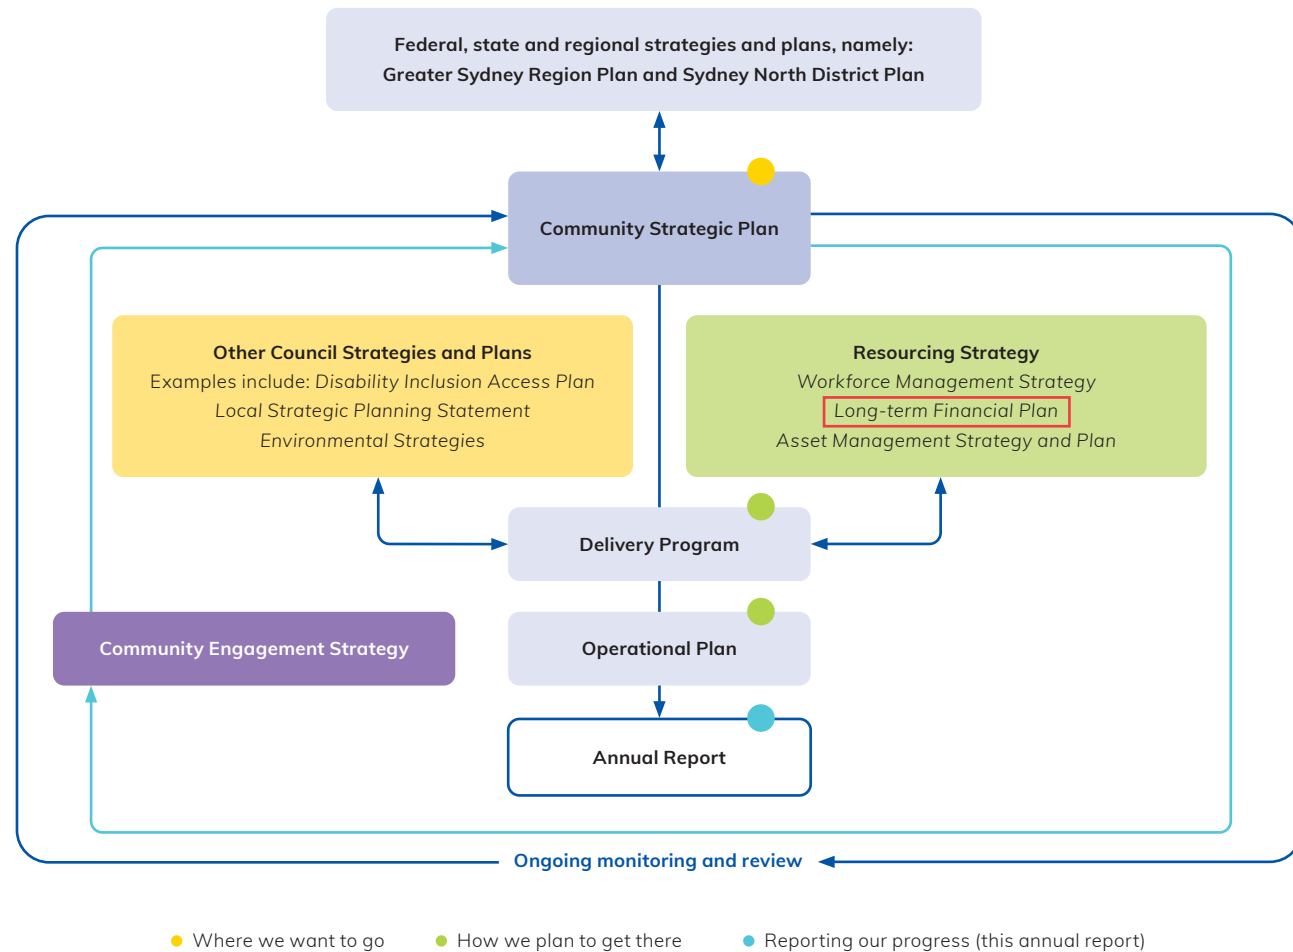 Federal, state and regional strategies and plans, namely:
Greater Sydney Region Plan and Sydney North District Plan
Community Strategic Plan
Other Council Strategies and Plans
Examples include: Disability Inclusion Access Plan
Local Strategic Planning Statement
Environmental Strategies
Resourcing Strategy
Workforce Management Strategy
Long-term Financial Plan
Asset Management Strategy and Plan
Delivery Program
Community Engagement Strategy
Operational Plan
Annual Report
Ongoing monitoring and review
Where we want to go
How we plan to get there
Reporting our progress (this annual report)